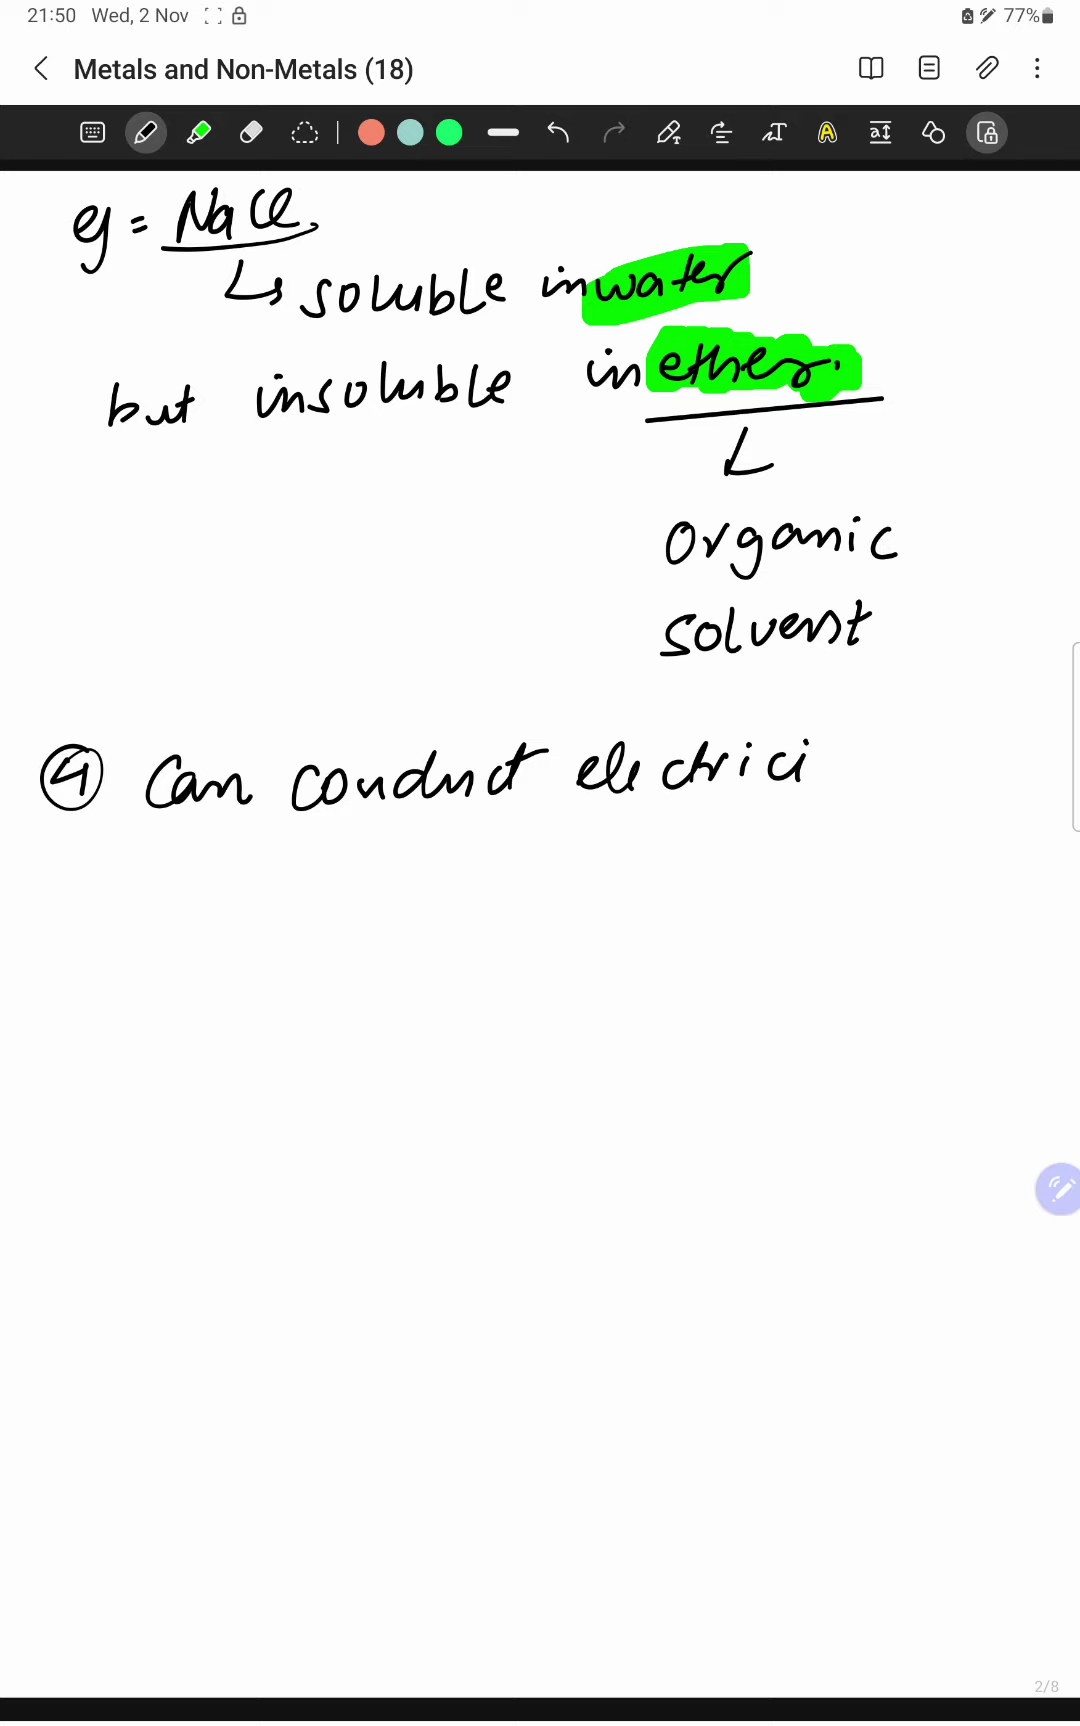 21:50 Wed, 2 Nov 77%
Metals and Non-Metals (18)
eg = NaCl.
↳ soluble in water
but insoluble in ether.
organic
solvent
④ Can conduct electrici
2/8